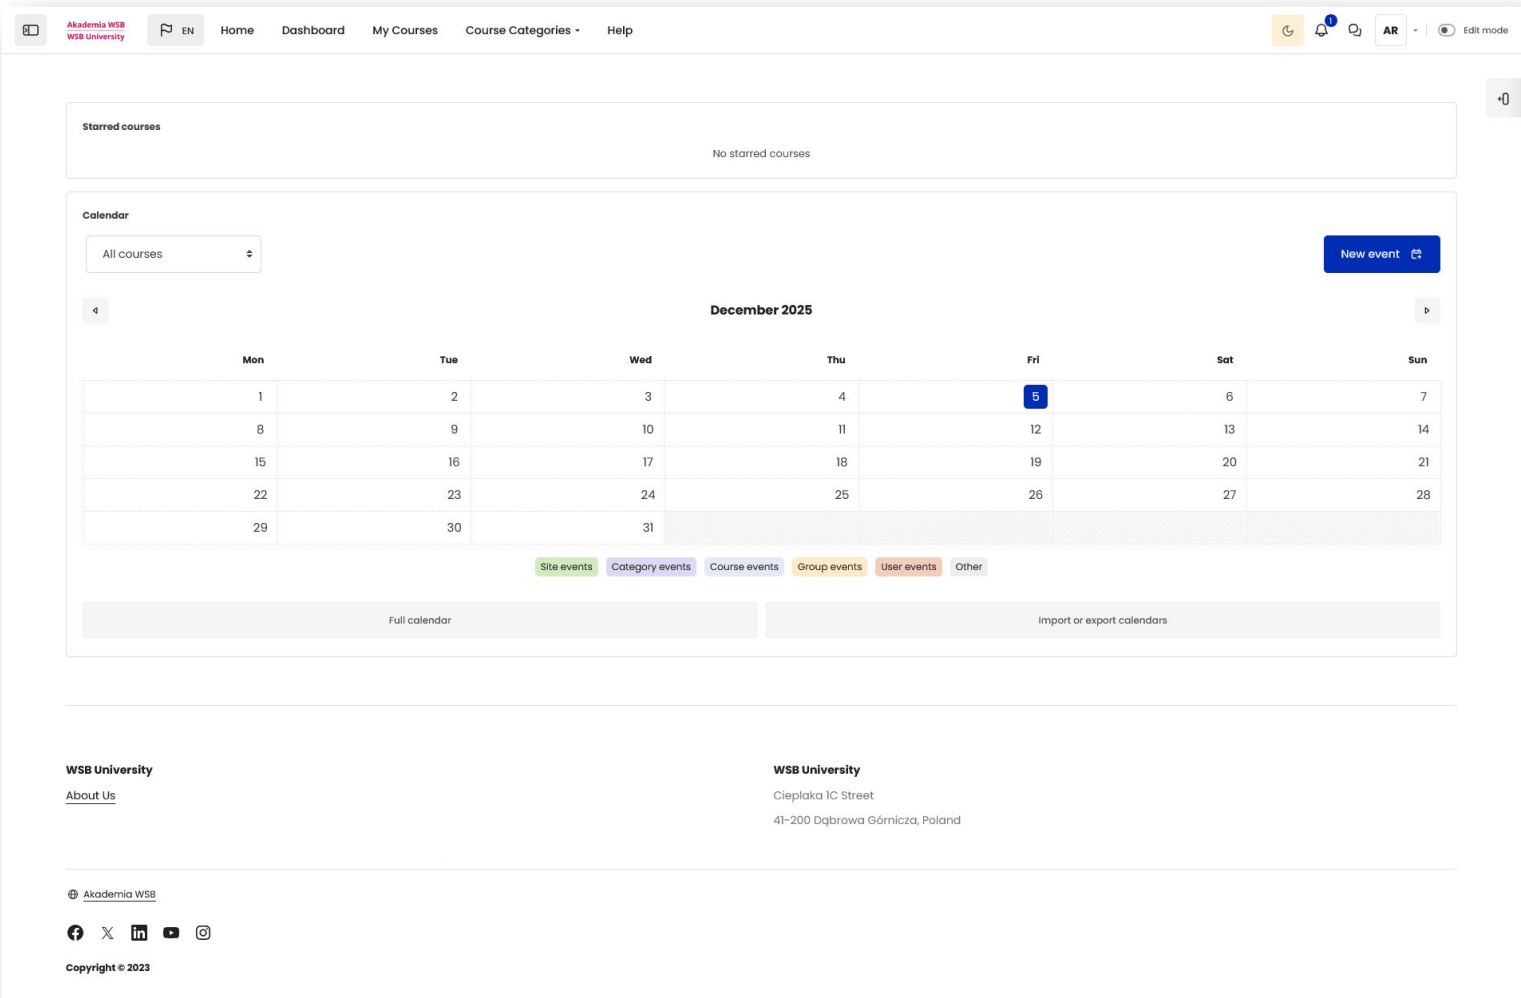 Akademia WSB
WSB University
EN
Home
Dashboard
My Courses
Course Categories
Help
1
AR
Edit mode
Starred courses
No starred courses
Calendar
All courses
New event
December 2025
Mon Tue Wed Thu Fri Sat Sun
1 2 3 4 5 6 7
8 9 10 11 12 13 14
15 16 17 18 19 20 21
22 23 24 25 26 27 28
29 30 31
Site events Category events Course events Group events User events Other
Full calendar
Import or export calendars
WSB University
About Us
WSB University
Cieplaka 1C Street
41-200 Dąbrowa Górnicza, Poland
Akademia WSB
Copyright © 2023